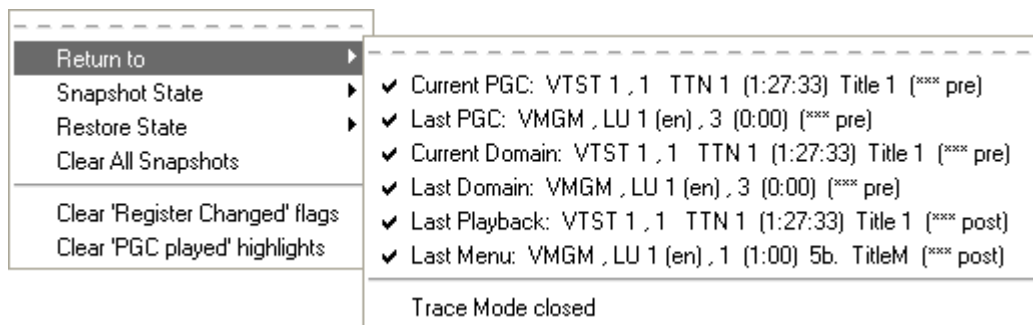 Return to
Snapshot State
Restore State
Clear All Snapshots
Clear 'Register Changed' flags
Clear 'PGC played' highlights
Current PGC: VTST 1 , 1 TTN 1 (1:27:33) Title 1 (*** pre)
Last PGC: VMGM , LU 1 (en) , 3 (0:00) (*** pre)
Current Domain: VTST 1 , 1 TTN 1 (1:27:33) Title 1 (*** pre)
Last Domain: VMGM , LU 1 (en) , 3 (0:00) (*** pre)
Last Playback: VTST 1 , 1 TTN 1 (1:27:33) Title 1 (*** post)
Last Menu: VMGM , LU 1 (en) , 1 (1:00) 5b. TitleM (*** post)
Trace Mode closed